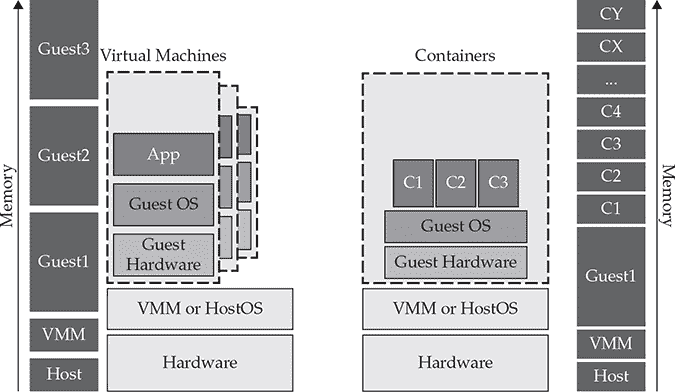 Memory
Guest3
Guest2
Guest1
VMM
Host
Virtual Machines
App
Guest OS
Guest
Hardware
VMM or HostOS
Hardware
Containers
C1 C2 C3
Guest OS
Guest Hardware
VMM or HostOS
Hardware
CY
CX
...
C4
C3
C2
C1
Guest1
VMM
Host
Memory